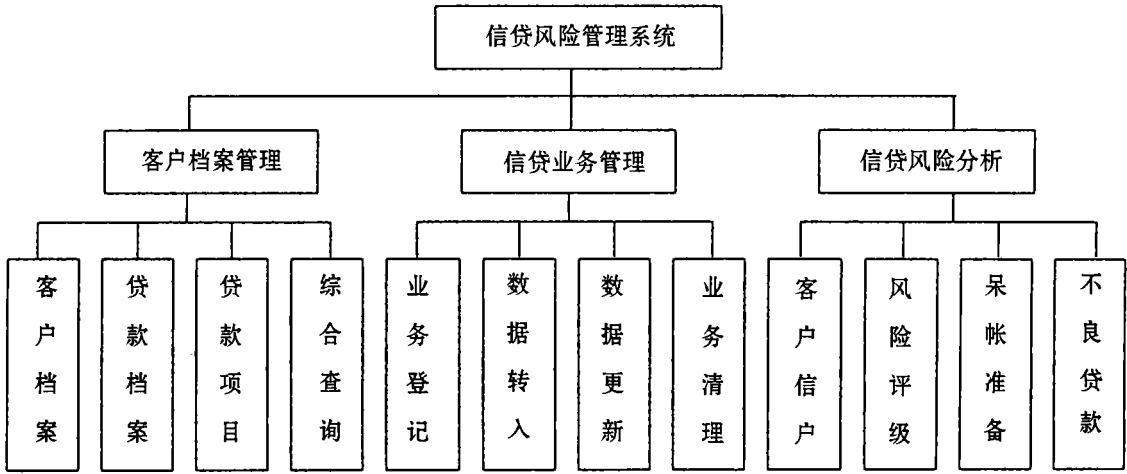 信贷风险管理系统
客户档案管理
信贷业务管理
信贷风险分析
客户档案
贷款档案
贷款项目
综合查询
业务登记
数据转入
数据更新
业务清理
客户信户
风险评级
呆帐准备
不良贷款